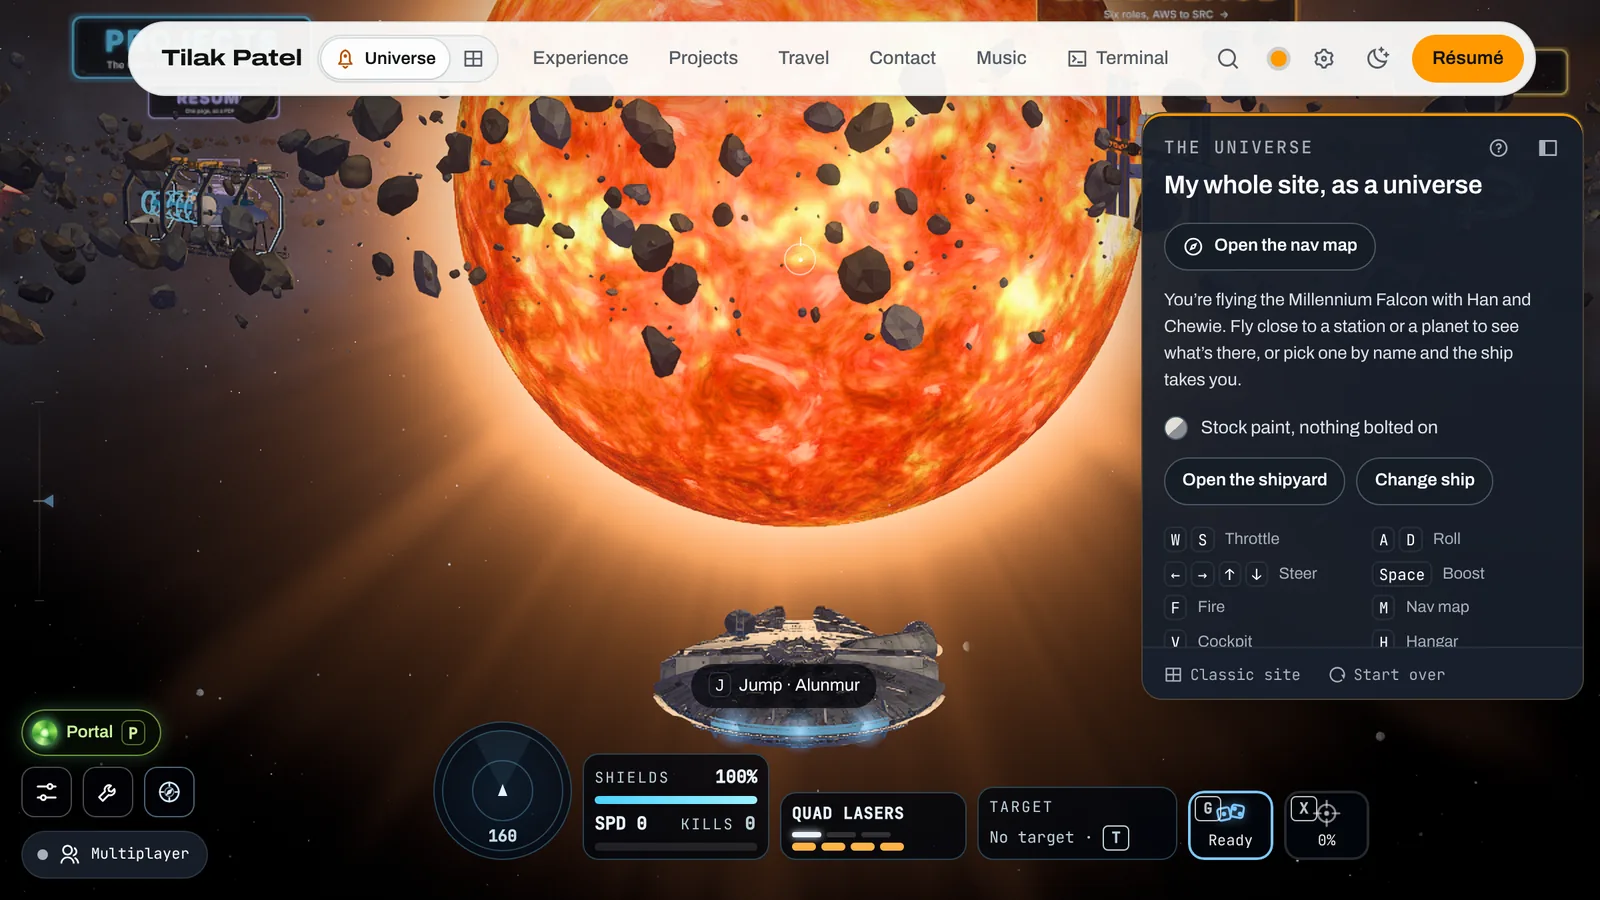 Six roles, AWS to SRC →
Tilak Patel
Universe
Experience
Projects
Travel
Contact
Music
Terminal
Résumé
One page, as a PDF
THE UNIVERSE
My whole site, as a universe
Open the nav map
You're flying the Millennium Falcon with Han and
Chewie. Fly close to a station or a planet to see
what's there, or pick one by name and the ship
takes you.
Stock paint, nothing bolted on
Open the shipyard
Change ship
W S Throttle
A D Roll
← → ↑ ↓ Steer
Space Boost
F Fire
M Nav map
V Cockpit
H Hangar
Classic site
Start over
J Jump · Alunmur
Portal P
Multiplayer
160
SHIELDS 100%
SPD 0 KILLS 0
QUAD LASERS
TARGET
No target · T
G
Ready
X
0%